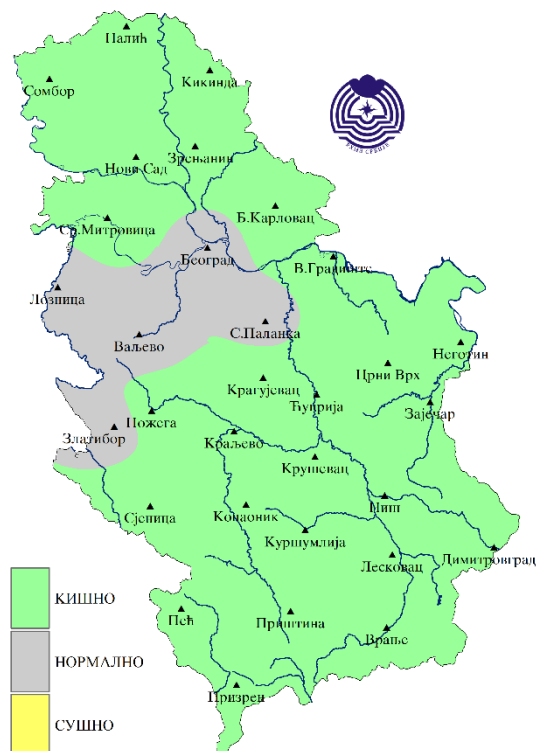 Палић
Сомбор
Кикинда
Зрењанин
Нови Сад
Б.Карловац
Ср.Митровица
Београд
В.Градиште
Лозница
С.Паланка
Ваљево
Неготин
Црни Врх
Крагујевац
Ћуприја
Зајечар
Пожега
Златибор
Краљево
Крушевац
Ниш
Сјеница
Копаоник
Куршумлија
Димитровград
Лесковац
КИШНО
Пећ
Приштина
Врање
НОРМАЛНО
Призрен
СУШНО